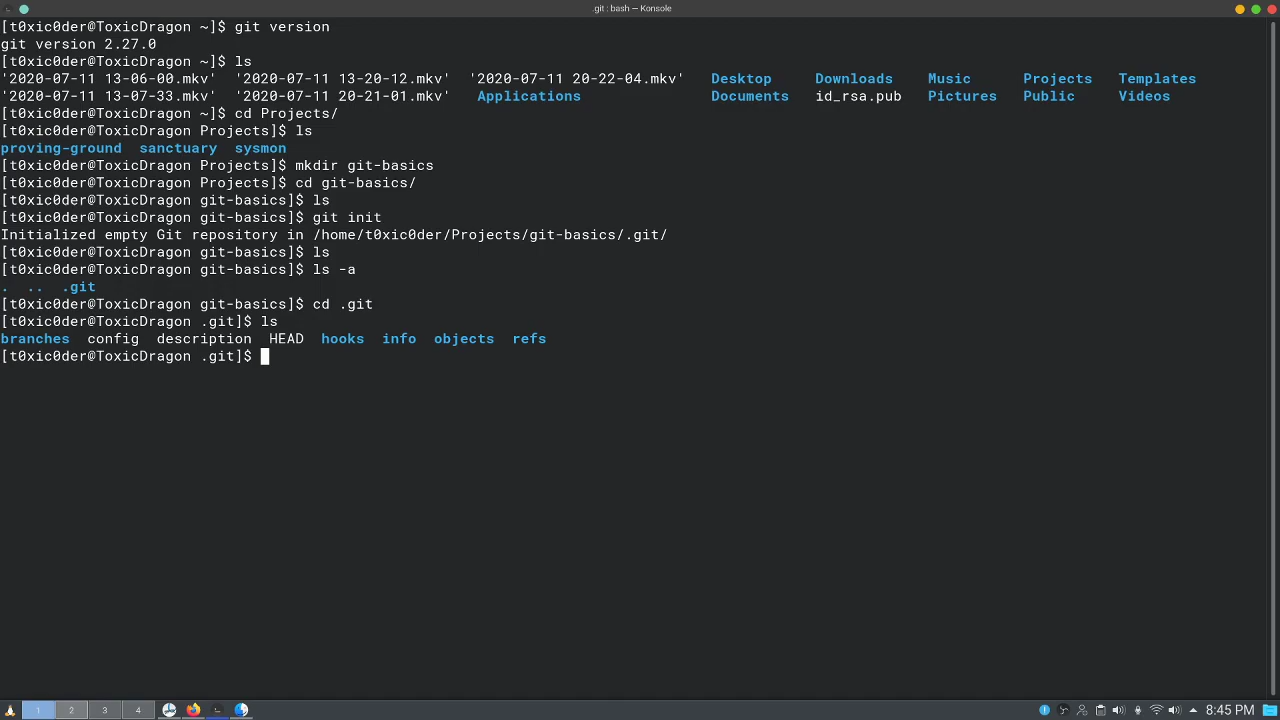 .git : bash — Konsole
[t0xic0der@ToxicDragon ~]$ git version
git version 2.27.0
[t0xic0der@ToxicDragon ~]$ ls
'2020-07-11 13-06-00.mkv'  '2020-07-11 13-20-12.mkv'  '2020-07-11 20-22-04.mkv'   Desktop     Downloads    Music      Projects   Templates
'2020-07-11 13-07-33.mkv'  '2020-07-11 20-21-01.mkv'   Applications               Documents   id_rsa.pub   Pictures   Public     Videos
[t0xic0der@ToxicDragon ~]$ cd Projects/
[t0xic0der@ToxicDragon Projects]$ ls
proving-ground  sanctuary  sysmon
[t0xic0der@ToxicDragon Projects]$ mkdir git-basics
[t0xic0der@ToxicDragon Projects]$ cd git-basics/
[t0xic0der@ToxicDragon git-basics]$ ls
[t0xic0der@ToxicDragon git-basics]$ git init
Initialized empty Git repository in /home/t0xic0der/Projects/git-basics/.git/
[t0xic0der@ToxicDragon git-basics]$ ls
[t0xic0der@ToxicDragon git-basics]$ ls -a
.  ..  .git
[t0xic0der@ToxicDragon git-basics]$ cd .git
[t0xic0der@ToxicDragon .git]$ ls
branches  config  description  HEAD  hooks  info  objects  refs
[t0xic0der@ToxicDragon .git]$
1 2 3 4 8:45 PM